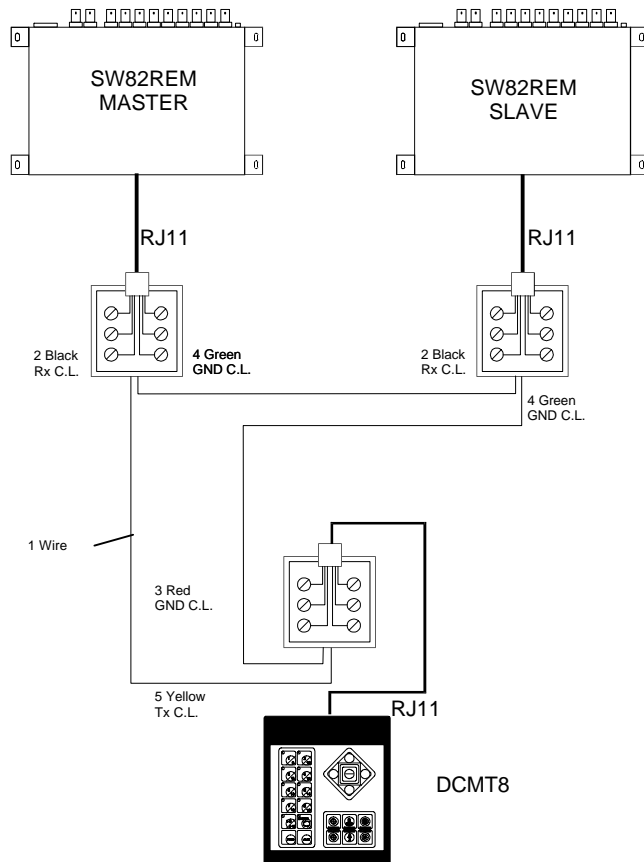 SW82REM
MASTER
SW82REM
SLAVE
RJ11
RJ11
2 Black
Rx C.L.
4 Green
GND C.L.
2 Black
Rx C.L.
4 Green
GND C.L.
1 Wire
3 Red
GND C.L.
5 Yellow
Tx C.L.
RJ11
DCMT8